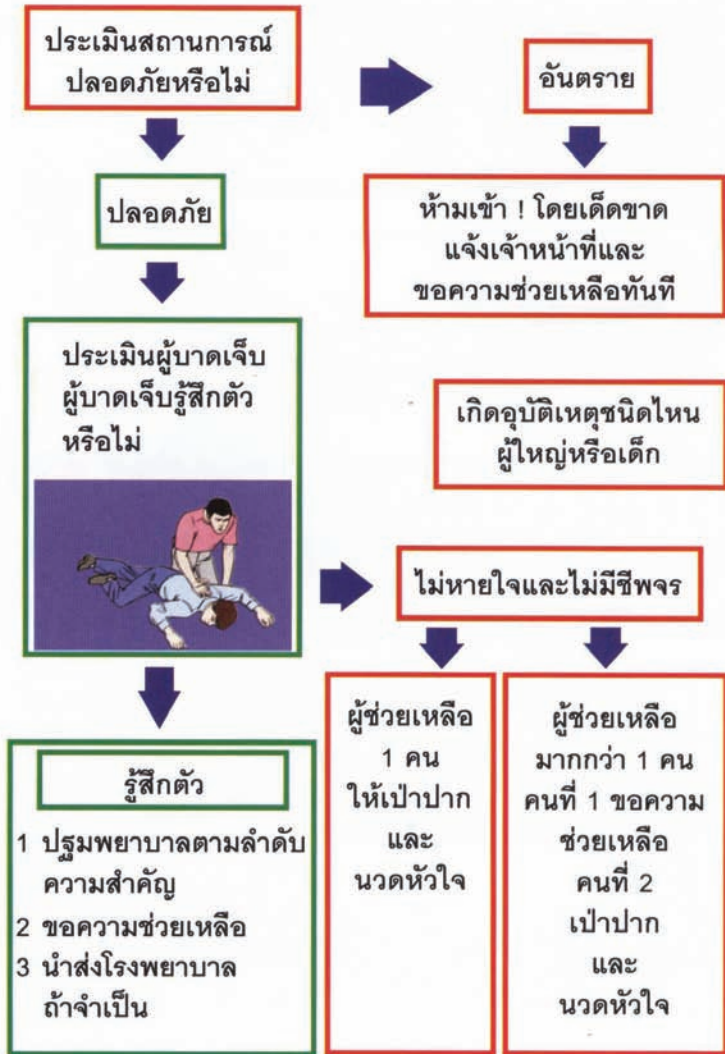 ประเมินสถานการณ์
ปลอดภัยหรือไม่
อันตราย
ปลอดภัย
ห้ามเข้า ! โดยเด็ดขาด
แจ้งเจ้าหน้าที่และ
ขอความช่วยเหลือทันที
ประเมินผู้บาดเจ็บ
ผู้บาดเจ็บรู้สึกตัว
หรือไม่
เกิดอุบัติเหตุชนิดไหน
ผู้ใหญ่หรือเด็ก
ไม่หายใจและไม่มีชีพจร
รู้สึกตัว
1 ปฐมพยาบาลตามลำดับ
ความสำคัญ
2 ขอความช่วยเหลือ
3 นำส่งโรงพยาบาล
ถ้าจำเป็น
ผู้ช่วยเหลือ
1 คน
ให้เป่าปาก
และ
นวดหัวใจ
ผู้ช่วยเหลือ
มากกว่า 1 คน
คนที่ 1 ขอความ
ช่วยเหลือ
คนที่ 2
เป่าปาก
และ
นวดหัวใจ